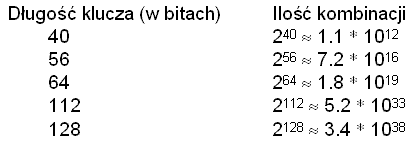 Długość klucza (w bitach) Ilość kombinacji
40 2⁴⁰ ≈ 1.1 * 10¹²
56 2⁵⁶ ≈ 7.2 * 10¹⁶
64 2⁶⁴ ≈ 1.8 * 10¹⁹
112 2¹¹² ≈ 5.2 * 10³³
128 2¹²⁸ ≈ 3.4 * 10³⁸